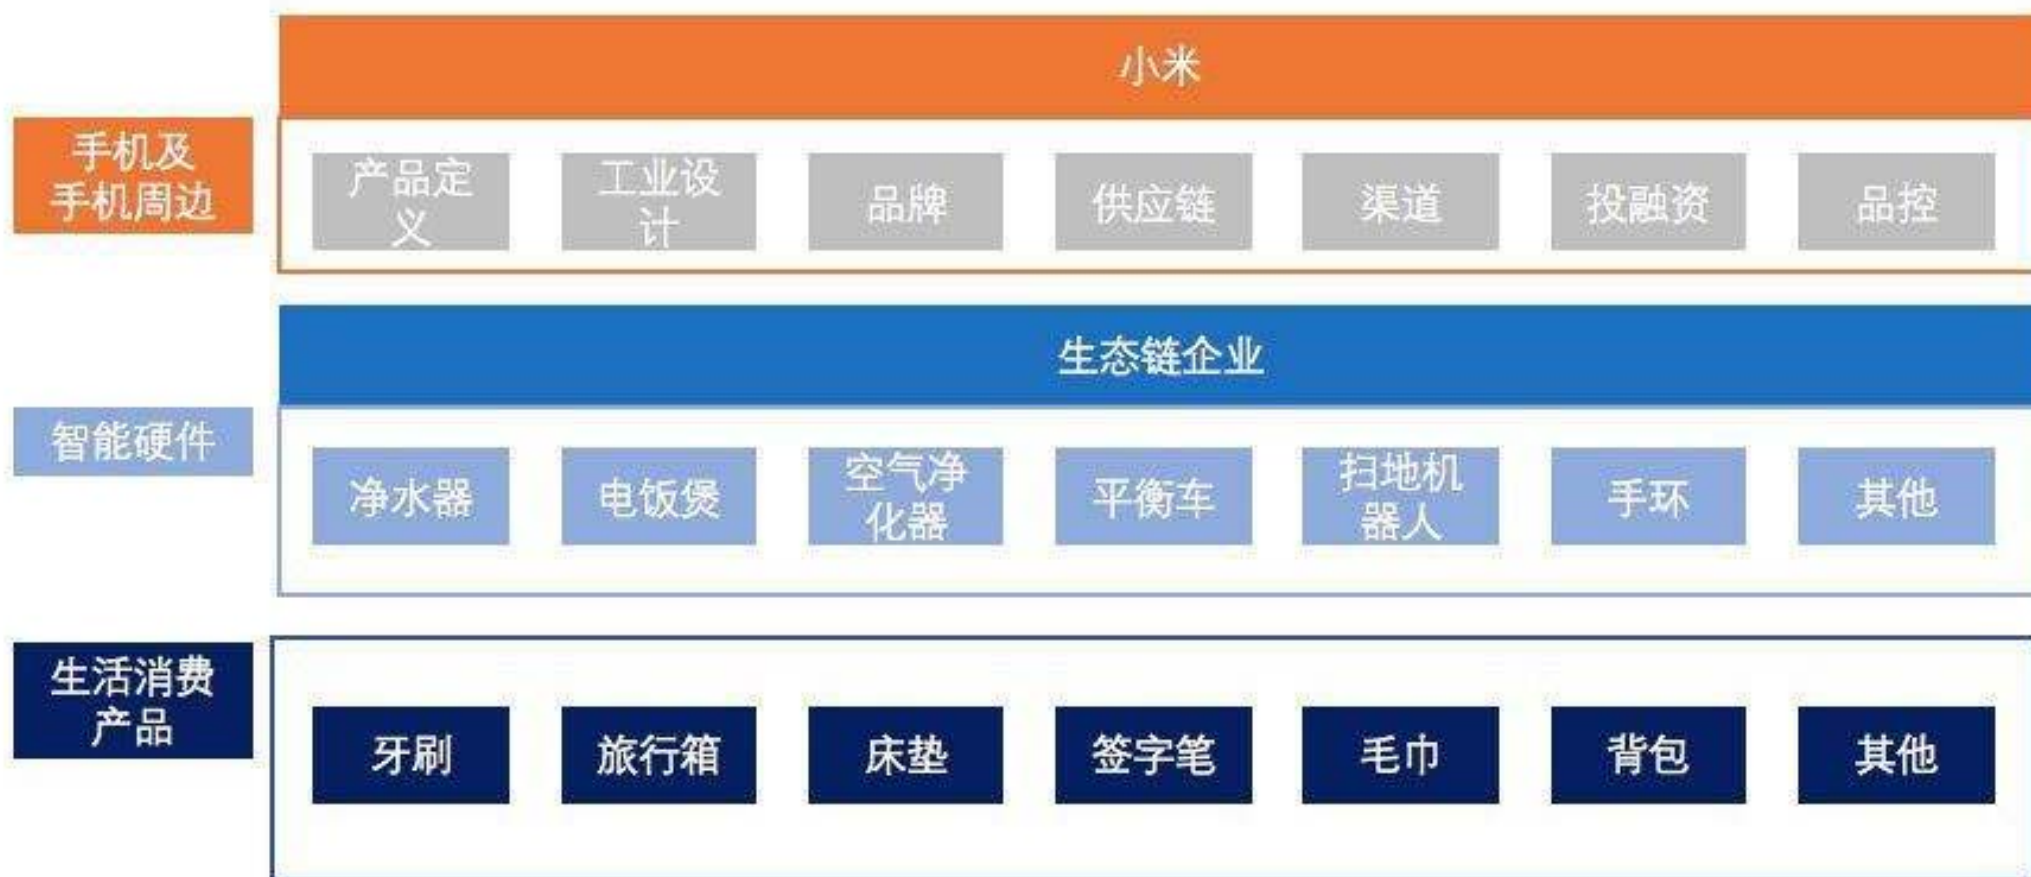 小米
手机及
手机周边
产品定
义
工业设
计
品牌
供应链
渠道
投融资
品控
生态链企业
智能硬件
净水器
电饭煲
空气净
化器
平衡车
扫地机
器人
手环
其他
生活消费
产品
牙刷
旅行箱
床垫
签字笔
毛巾
背包
其他